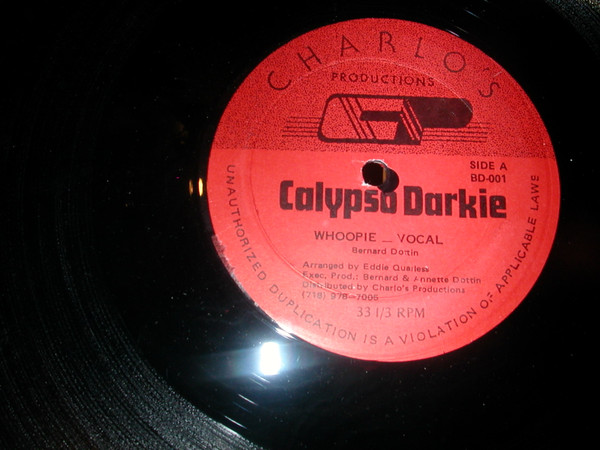 CHARLO'S
PRODUCTIONS
SIDE A
BD-001
Calypso Darkie
WHOOPIE — VOCAL
Bernard Dottin
Arranged by Eddie Quarless
Exec. Prod.: Bernard & Annette Dottin
Distributed by Charlo's Productions
(718) 978-7006
33 1/3 RPM
UNAUTHORIZED DUPLICATION IS A VIOLATION OF APPLICABLE LAWS